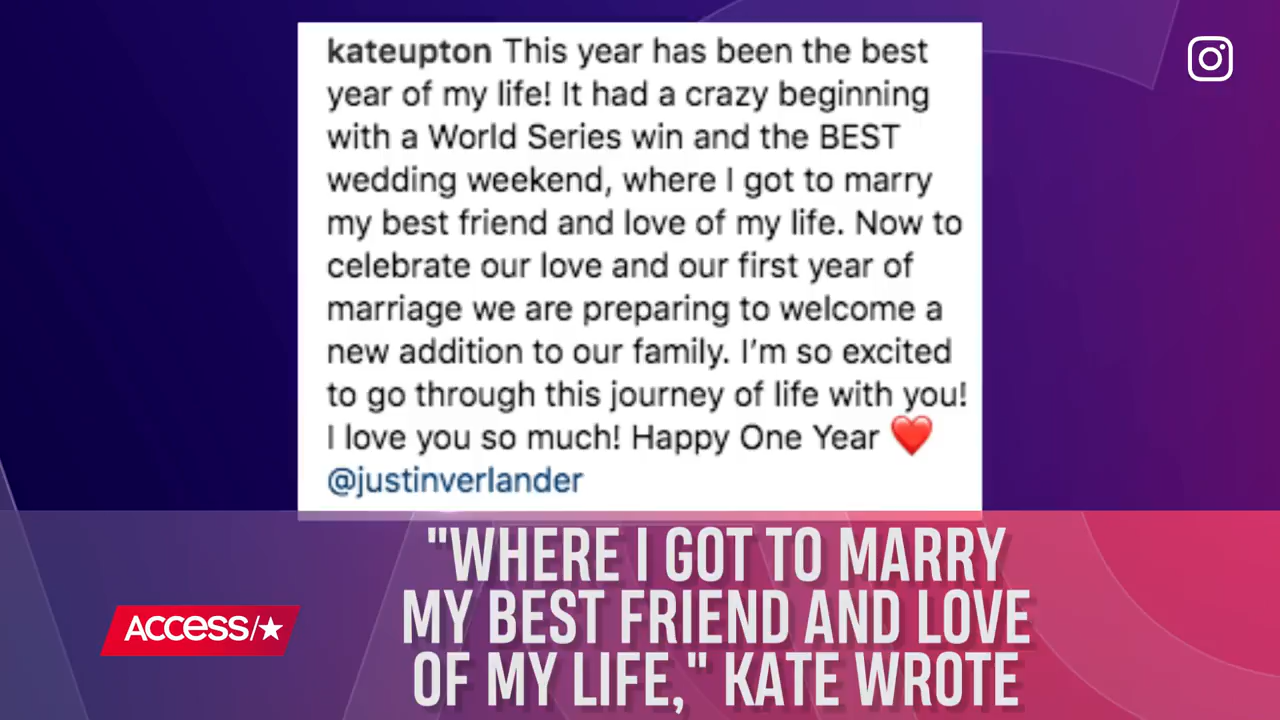 kateupton This year has been the best
year of my life! It had a crazy beginning
with a World Series win and the BEST
wedding weekend, where I got to marry
my best friend and love of my life. Now to
celebrate our love and our first year of
marriage we are preparing to welcome a
new addition to our family. I'm so excited
to go through this journey of life with you!
I love you so much! Happy One Year ❤️
@justinverlander
"WHERE I GOT TO MARRY
MY BEST FRIEND AND LOVE
OF MY LIFE," KATE WROTE
ACCESS/★